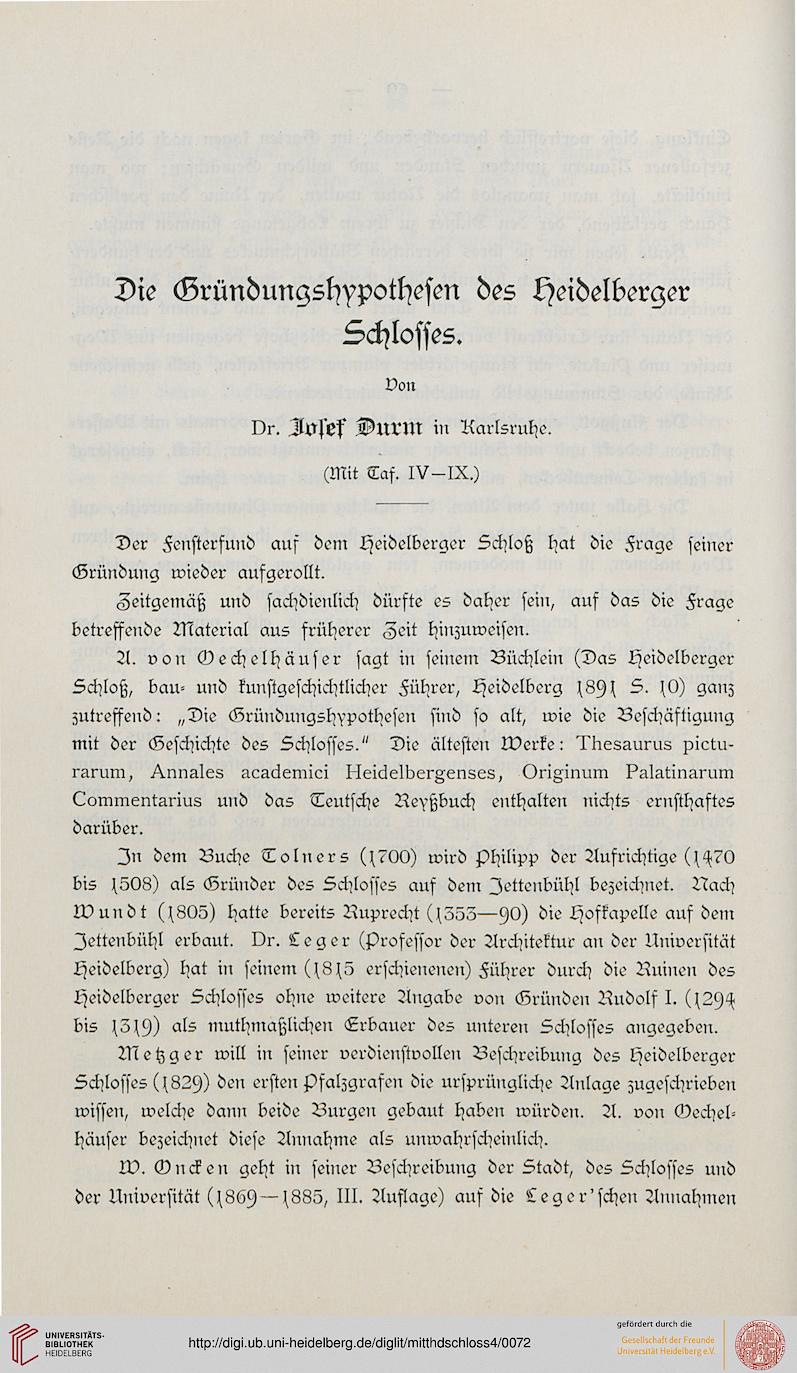 Die Gründungshypothesen des Heidelberger
Schlosses.
Von
Dr. Josef Durm in Karlsruhe.
(Mit Taf. IV—IX.)
Der Fensterfund auf dem Heidelberger Schloß hat die Frage seiner
Gründung wieder aufgerollt.
Zeitgemäß und sachdienlich dürfte es daher sein, auf das die Frage
betreffende Material aus früherer Zeit hinzuweisen.
A. von Oechelhäuser sagt in seinem Büchlein (Das Heidelberger
Schloß, bau- und kunstgeschichtlicher Führer, Heidelberg 1891 S. 10) ganz
zutreffend: „Die Gründungshypothesen sind so alt, wie die Beschäftigung
mit der Geschichte des Schlosses." Die ältesten Werke: Thesaurus pictu-
rarum, Annales academici Heidelbergenses, Originum Palatinarum
Commentarius und das Teutsche Reyßbuch enthalten nichts ernsthaftes
darüber.
In dem Buche Tolners (1700) wird Philipp der Aufrichtige (1470
bis 1508) als Gründer des Schlosses auf dem Jettenbühl bezeichnet. Nach
Wundt (1805) hatte bereits Ruprecht (1353—90) die Hofkapelle auf dem
Jettenbühl erbaut. Dr. Leger (Professor der Architektur an der Universität
Heidelberg) hat in seinem (1815 erschienenen) Führer durch die Ruinen des
Heidelberger Schlosses ohne weitere Angabe von Gründen Rudolf I. (1294
bis 1319) als muthmaßlichen Erbauer des unteren Schlosses angegeben.
Metzger will in seiner verdienstvollen Beschreibung des Heidelberger
Schlosses (1829) den ersten Pfalzgrafen die ursprüngliche Anlage zugeschrieben
wissen, welche dann beide Burgen gebaut haben würden. A. von Oechel-
häuser bezeichnet diese Annahme als unwahrscheinlich.
W. Oncken geht in seiner Beschreibung der Stadt, des Schlosses und
der Universität (1869—1885, III. Auflage) auf die Leger'schen Annahmen
UNIVERSITÄTS-
BIBLIOTHEK
HEIDELBERG
http://digi.ub.uni-heidelberg.de/diglit/mitthdschloss4/0072
gefördert durch die
Gesellschaft der Freunde
Universität Heidelberg e.V.